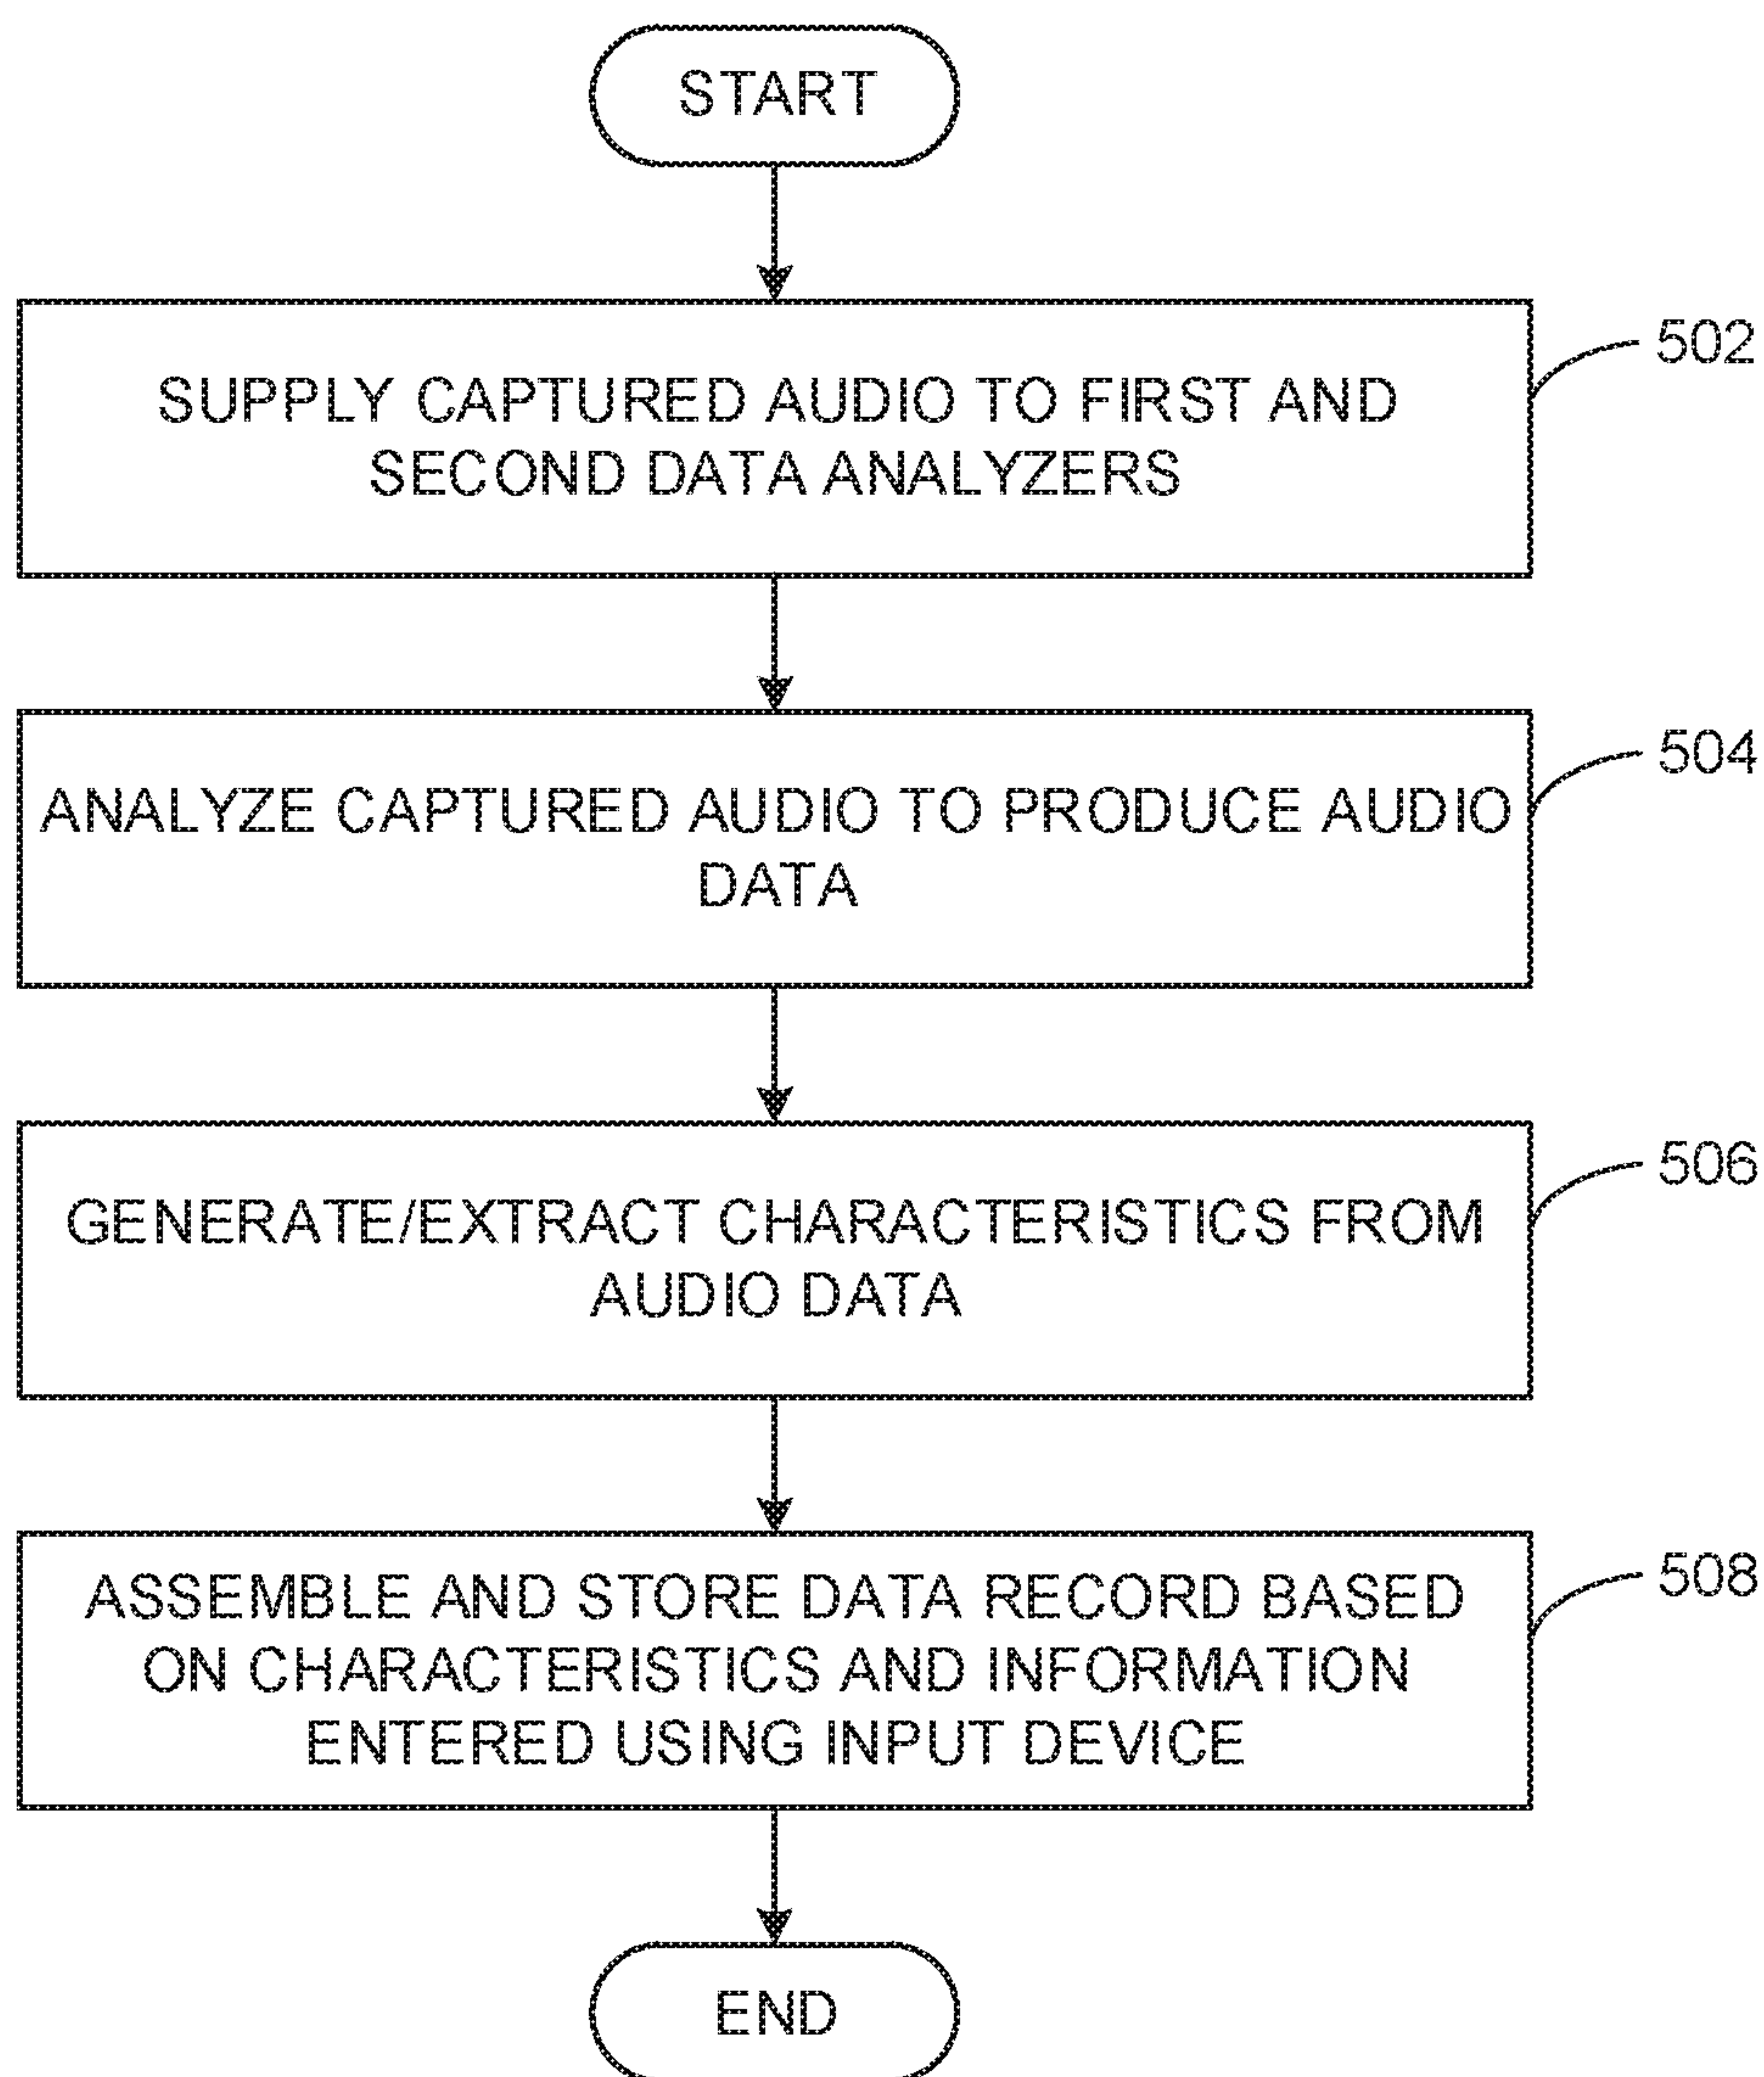 START
502
SUPPLY CAPTURED AUDIO TO FIRST AND
SECOND DATA ANALYZERS
504
ANALYZE CAPTURED AUDIO TO PRODUCE AUDIO
DATA
506
GENERATE/EXTRACT CHARACTERISTICS FROM
AUDIO DATA
508
ASSEMBLE AND STORE DATA RECORD BASED
ON CHARACTERISTICS AND INFORMATION
ENTERED USING INPUT DEVICE
END